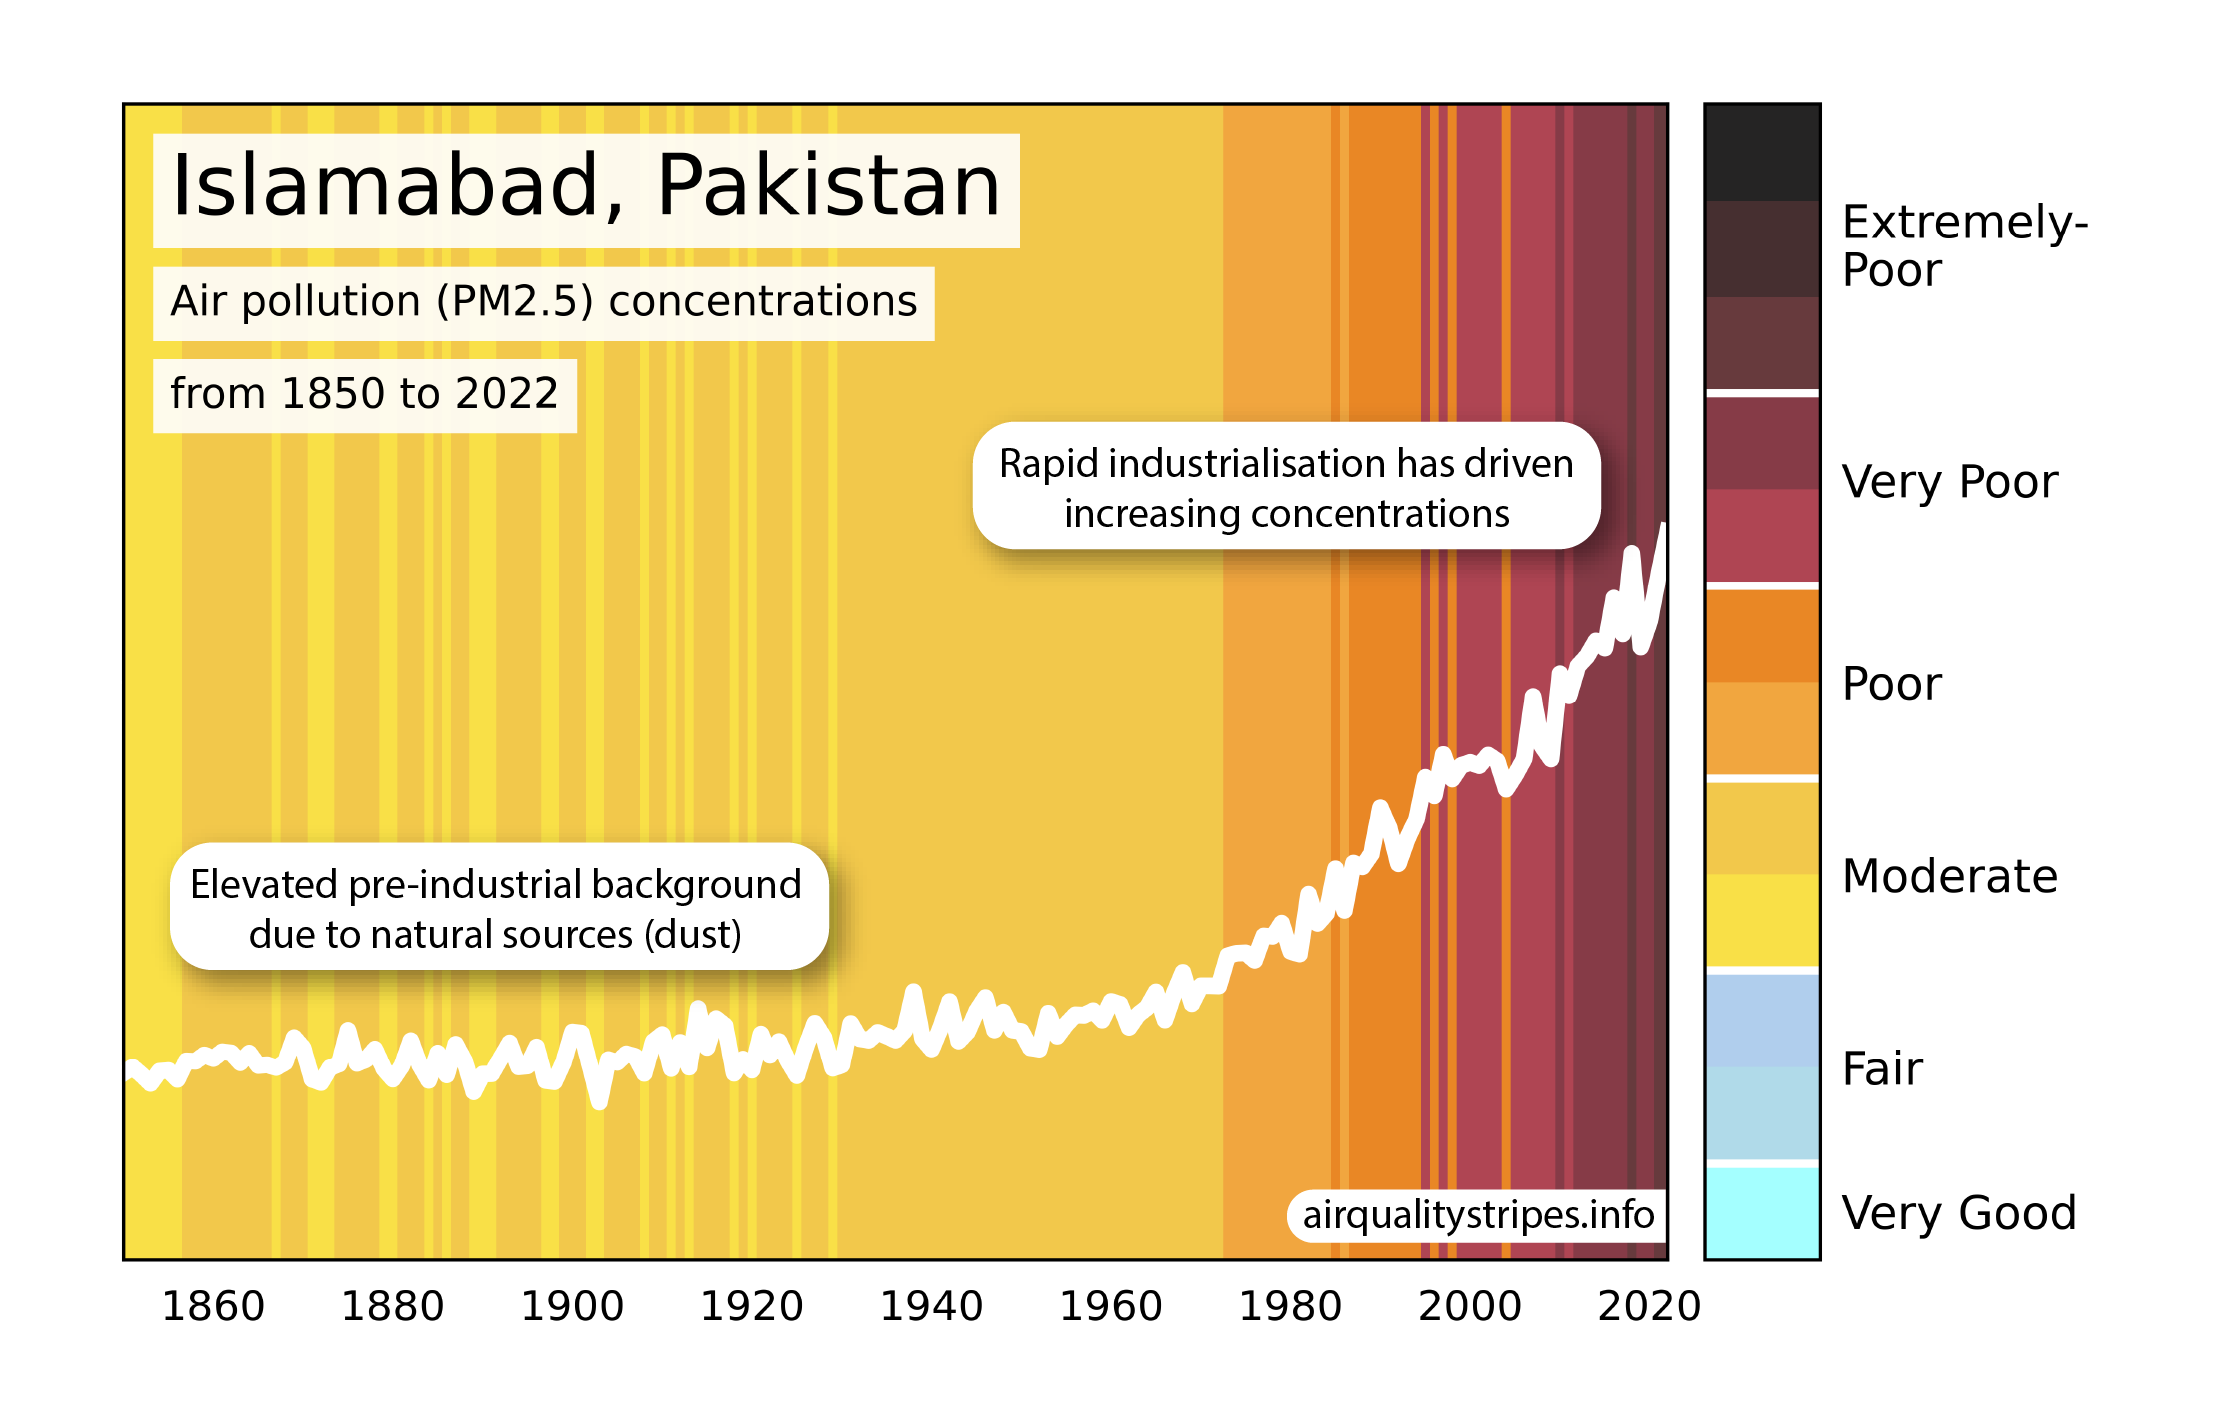 Islamabad, Pakistan
Air pollution (PM2.5) concentrations
from 1850 to 2022
Rapid industrialisation has driven
increasing concentrations
Elevated pre-industrial background
due to natural sources (dust)
airqualitystripes.info
1860 1880 1900 1920 1940 1960 1980 2000 2020
Extremely-
Poor
Very Poor
Poor
Moderate
Fair
Very Good